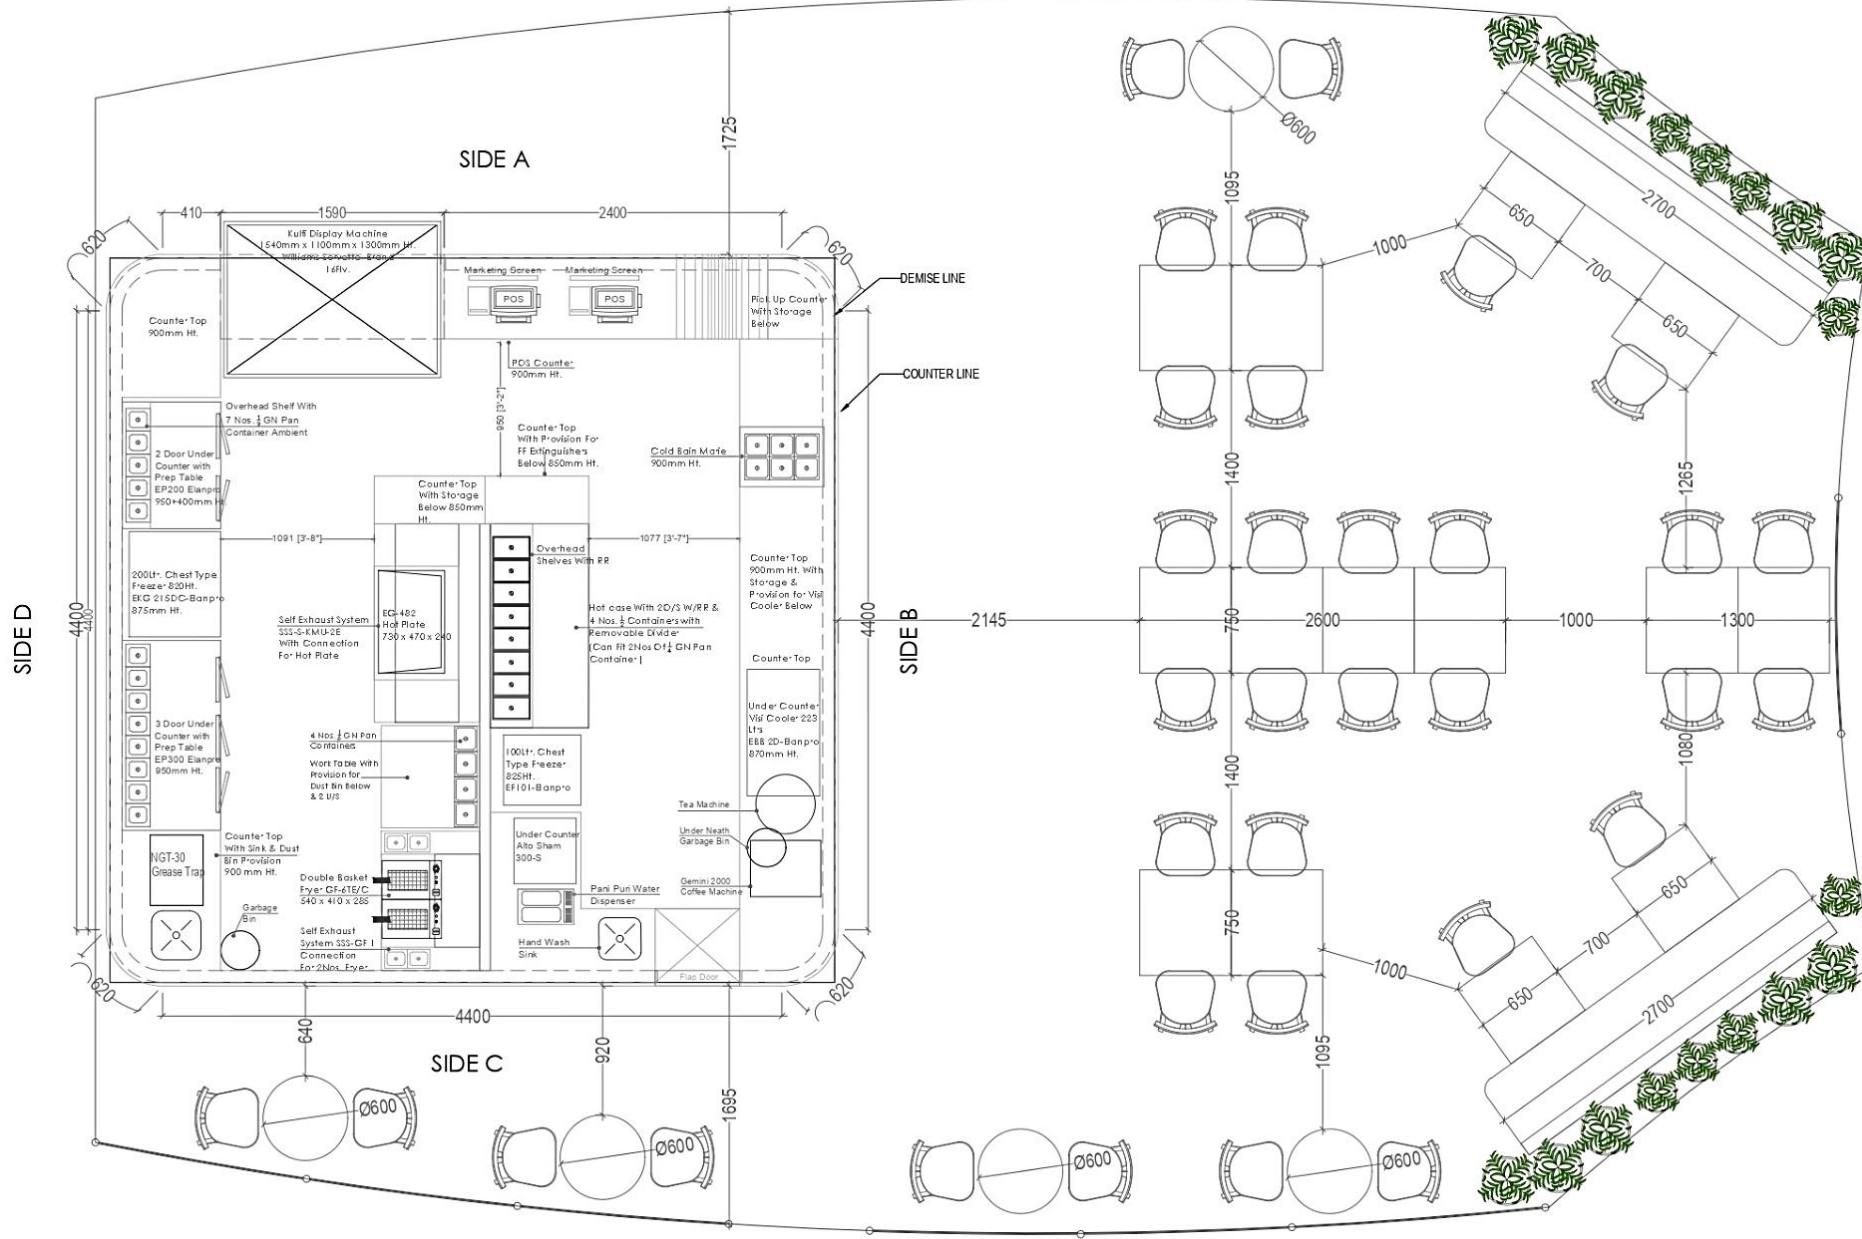 1725
Ø600
SIDE A
1095
2700
650
1000
410
1590
2400
620
620
Kulfi Display Machine
1540mm x 1100mm x 1300mm Ht.
16Flv.
Marketing Screen
Marketing Screen
POS
POS
Pick Up Counter
With Storage
Below
DEMISE LINE
700
650
Counter Top
900mm Ht.
POS Counter
900mm Ht.
COUNTER LINE
950 [3'-2"]
Overhead Shelf With
7 Nos. ⅓ GN Pan
Container Ambient
Counter Top
With Provision For
FF Extinguishers
Below 850mm Ht.
Cold Bain Marie
900mm Ht.
2 Door Under
Counter with
Prep Table
EP200 Elanpro
950+400mm Ht
1400
1265
Counter Top
With Storage
Below 850mm
Ht.
1091 [3'-8"]
1077 [3'-7"]
Overhead
Shelves With RR
Counter Top
900mm Ht. With
Storage &
Provision for Visi
Cooler Below
200Ltr. Chest Type
Freezer 820Ht.
EKG 215DC-Banpro
875mm Ht.
SIDE D
4400
4400
Self Exhaust System
SSS-S-KMU-2E
With Connection
For Hot Plate
EG-482
Hot Plate
730 x 470 x 240
Hot case With 2D/S W/RR &
4 Nos. ½ Containers with
Removable Divider
(Can Fit 2Nos Of ¼ GN Pan
Container )
4400
SIDE B
2145
750
2600
1000
1300
Counter Top
Under Counter
Visi Cooler 223
Ltrs
EBB 2D-Banpro
870mm Ht.
3 Door Under
Counter with
Prep Table
EP300 Elanpro
950mm Ht.
4 Nos. ⅓ GN Pan
Containers
Work Table With
Provision for
Dust Bin Below
& 2 U/S
100Ltr. Chest
Type Freezer
825Ht.
EF101-Banpro
1400
1080
Tea Machine
Under Neath
Garbage Bin
Under Counter
Alto Sham
300-S
NGT-30
Grease Trap
Counter Top
With Sink & Dust
Bin Provision
900 mm Ht.
Double Basket
Fryer GF-6TE/C
540 x 410 x 285
Gemini 2000
Coffee Machine
Pani Puri Water
Dispenser
Garbage
Bin
Self Exhaust
System SSS-GF 1
Connection
For 2Nos. Fryer
Hand Wash
Sink
Flap Door
750
650
700
1000
650
2700
620
620
4400
640
920
SIDE C
1695
1095
Ø600
Ø600
Ø600
Ø600